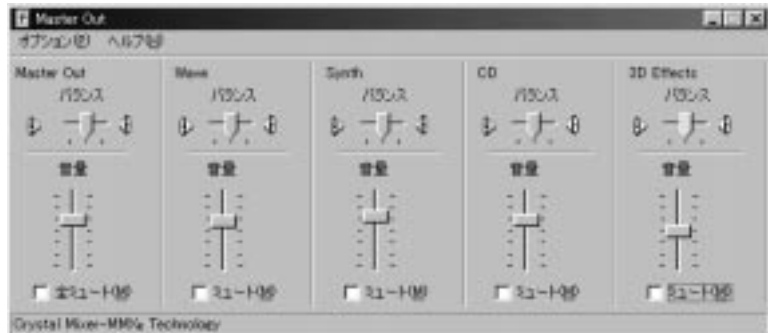 Master Out
オプション(P) ヘルプ(H)
Master Out Wave Synth CD 3D Effects
バランス バランス バランス バランス バランス
音量 音量 音量 音量 音量
全ミュート(M) ミュート(M) ミュート(M) ミュート(M) ミュート(M)
Crystal Mixer-MM% Technology